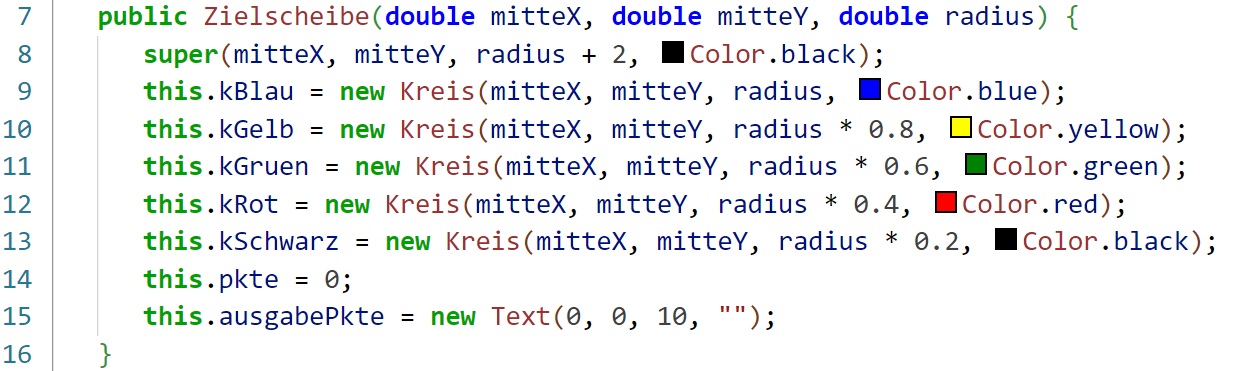 7 public Zielscheibe(double mitteX, double mitteY, double radius) {
8 super(mitteX, mitteY, radius + 2, Color.black);
9 this.kBlau = new Kreis(mitteX, mitteY, radius, Color.blue);
10 this.kGelb = new Kreis(mitteX, mitteY, radius * 0.8, Color.yellow);
11 this.kGruen = new Kreis(mitteX, mitteY, radius * 0.6, Color.green);
12 this.kRot = new Kreis(mitteX, mitteY, radius * 0.4, Color.red);
13 this.kSchwarz = new Kreis(mitteX, mitteY, radius * 0.2, Color.black);
14 this.pkte = 0;
15 this.ausgabePkte = new Text(0, 0, 10, "");
16 }